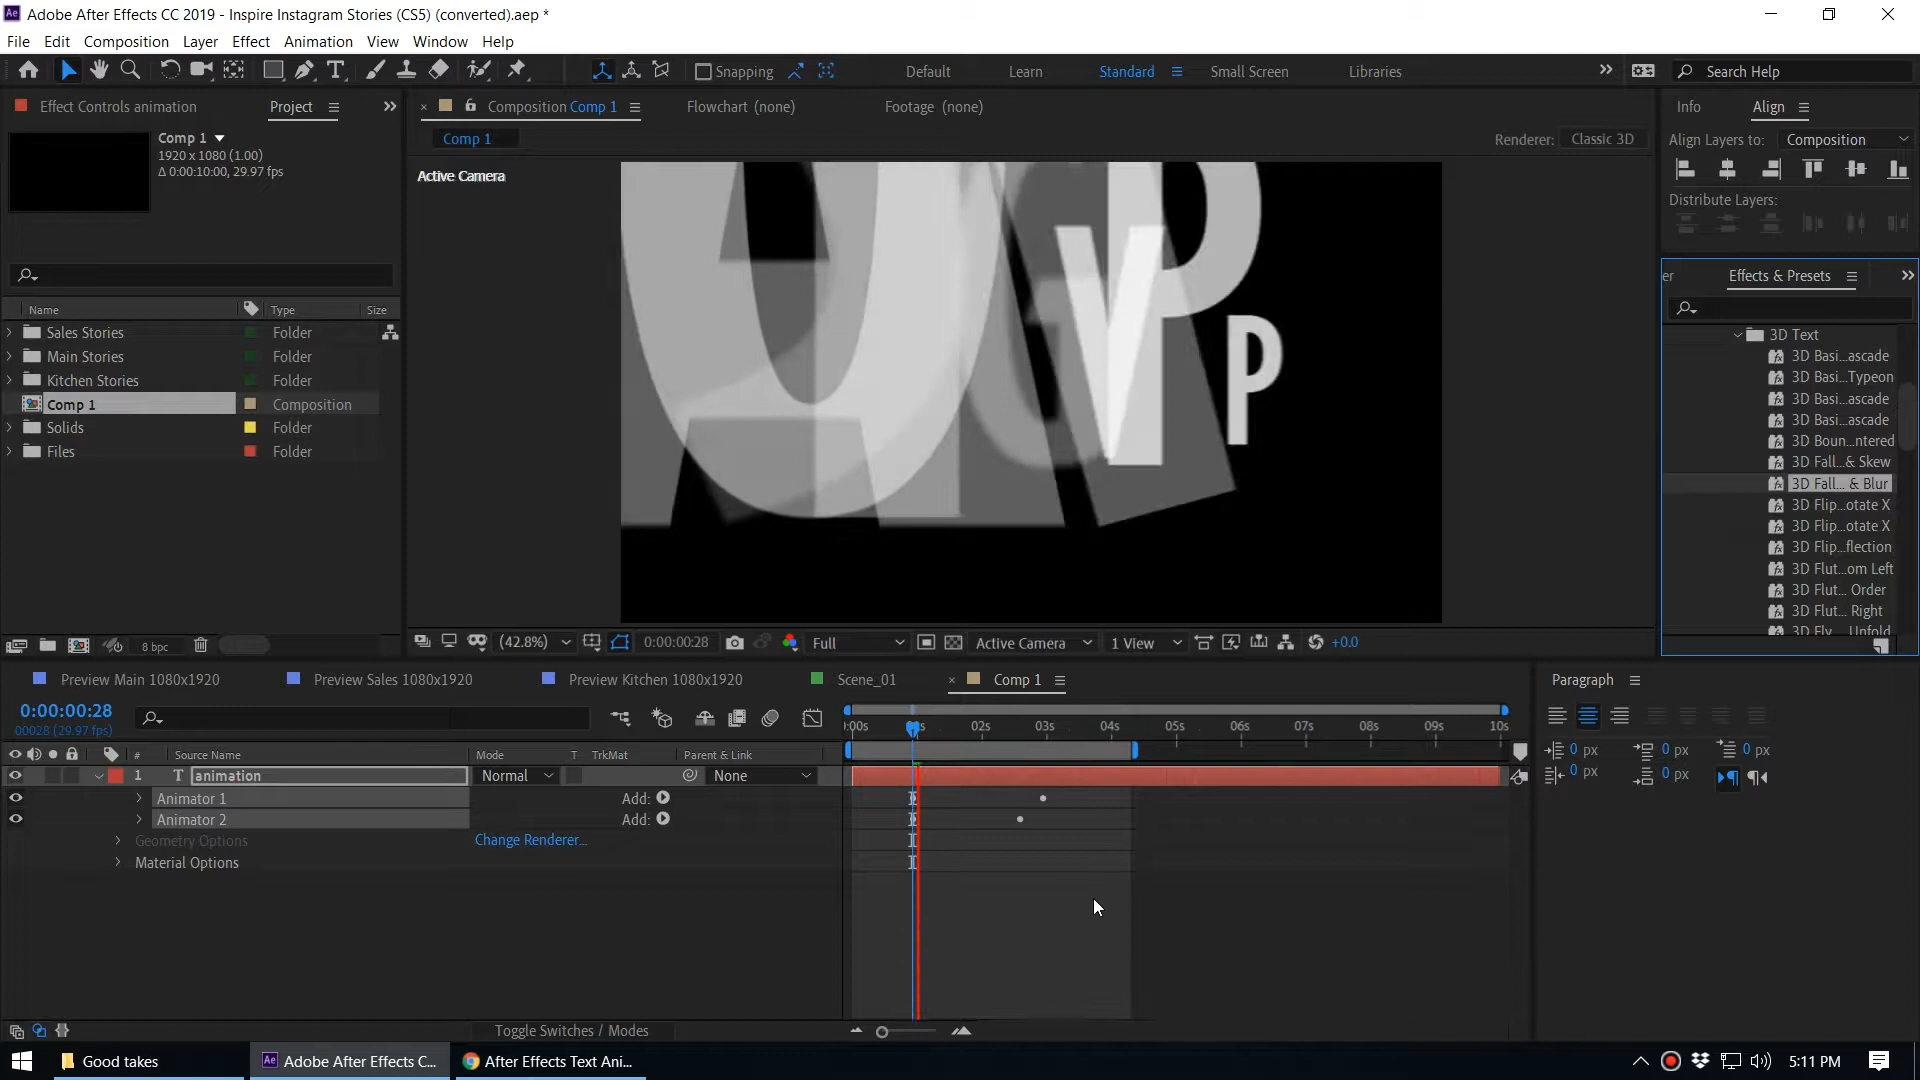 Adobe After Effects CC 2019 - Inspire Instagram Stories (CS5) (converted).aep *
File Edit Composition Layer Effect Animation View Window Help
Snapping Default Learn Standard Small Screen Libraries Search Help
Effect Controls animation Project Composition Comp 1 Flowchart (none) Footage (none) Info Align
Comp 1
1920 x 1080 (1.00)
Δ 0:00:10:00, 29.97 fps
Comp 1 Renderer: Classic 3D
Active Camera
Align Layers to: Composition
Distribute Layers:
er Effects & Presets
Name Type Size
Sales Stories Folder
Main Stories Folder
Kitchen Stories Folder
Comp 1 Composition
Solids Folder
Files Folder
P
V
P
3D Text
3D Basi...ascade
3D Basi...Typeon
3D Basi...ascade
3D Basi...ascade
3D Boun...ntered
3D Fall...& Skew
3D Fall... & Blur
3D Flip...otate X
3D Flip...otate X
3D Flip...flection
3D Flut...om Left
3D Flut... Order
3D Flut... Right
3D Fly ... Unfold
8 bpc (42.8%) 0:00:00:28 Full Active Camera 1 View +0.0
Preview Main 1080x1920 Preview Sales 1080x1920 Preview Kitchen 1080x1920 Scene_01 Comp 1 Paragraph
0:00:00:28
00028 (29.97 fps)
:00s 02s 03s 04s 05s 06s 07s 08s 09s 10s
# Source Name Mode T TrkMat Parent & Link
1 T animation Normal None
Animator 1 Add:
Animator 2 Add:
Geometry Options Change Renderer...
Material Options
0 px 0 px 0 px
0 px 0 px
Toggle Switches / Modes
Good takes Adobe After Effects C... After Effects Text Ani... 5:11 PM